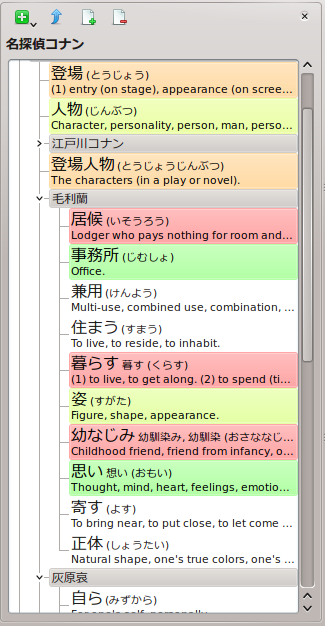 名探偵コナン
登場 (とうじょう)
(1) entry (on stage), appearance (on scree...
人物 (じんぶつ)
Character, personality, person, man, perso...
江戸川コナン
登場人物 (とうじょうじんぶつ)
The characters (in a play or novel).
毛利蘭
居候 (いそうろう)
Lodger who pays nothing for room and...
事務所 (じむしょ)
Office.
兼用 (けんよう)
Multi-use, combined use, combination, ...
住まう (すまう)
To live, to reside, to inhabit.
暮らす 暮す (くらす)
(1) to live, to get along. (2) to spend (ti...
姿 (すがた)
Figure, shape, appearance.
幼なじみ 幼馴染み, 幼馴染 (おさななじ...
Childhood friend, friend from infancy, o...
思い 想い (おもい)
Thought, mind, heart, feelings, emotio...
寄す (よす)
To bring near, to put close, to let come ...
正体 (しょうたい)
Natural shape, one's true colors, one's ...
灰原哀
自ら (みずから)